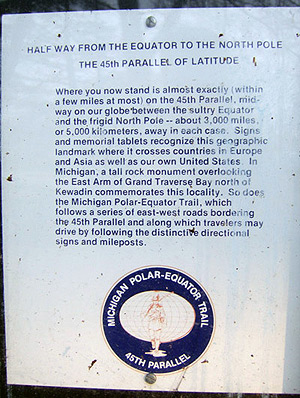 HALF WAY FROM THE EQUATOR TO THE NORTH POLE
THE 45th PARALLEL OF LATITUDE
Where you now stand is almost exactly (within
a few miles at most) on the 45th Parallel, mid-
way on our globe between the sultry Equator
and the frigid North Pole -- about 3,000 miles,
or 5,000 kilometers, away in each case. Signs
and memorial tablets recognize this geographic
landmark where it crosses countries in Europe
and Asia as well as our own United States. In
Michigan, a tall rock monument overlooking
the East Arm of Grand Traverse Bay north of
Kewadin commemorates this locality. So does
the Michigan Polar-Equator Trail, which
follows a series of east-west roads bordering
the 45th Parallel and along which travelers may
drive by following the distinctive directional
signs and mileposts.
MICHIGAN POLAR-EQUATOR TRAIL
45TH PARALLEL